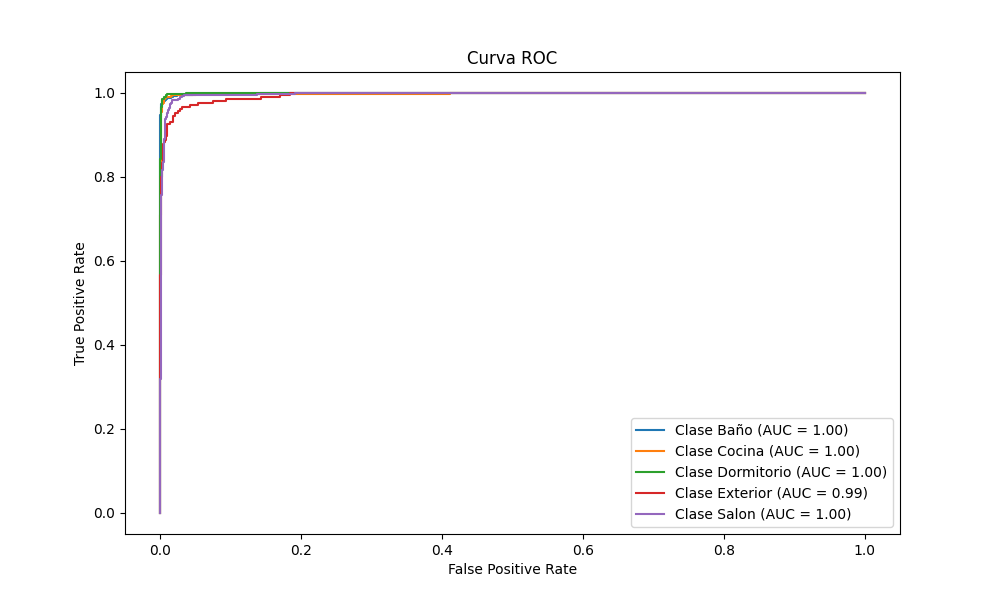 Curva ROC
1.0
0.8
0.6
0.4
0.2
0.0
True Positive Rate
Clase Baño (AUC = 1.00)
Clase Cocina (AUC = 1.00)
Clase Dormitorio (AUC = 1.00)
Clase Exterior (AUC = 0.99)
Clase Salon (AUC = 1.00)
0.0 0.2 0.4 0.6 0.8 1.0
False Positive Rate